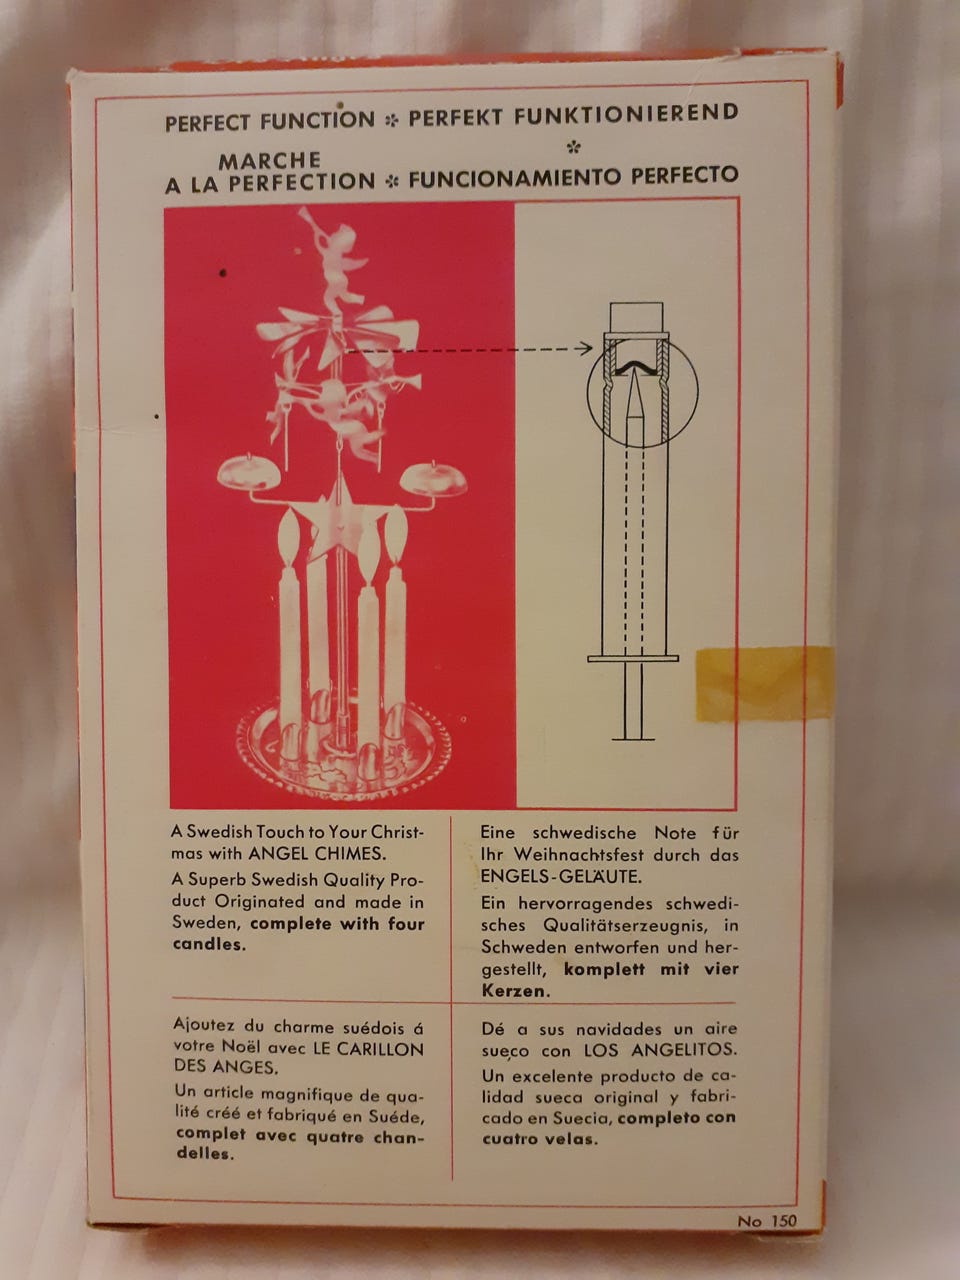 PERFECT FUNCTION ✲ PERFEKT FUNKTIONIEREND
✲
MARCHE
A LA PERFECTION ✲ FUNCIONAMIENTO PERFECTO
A Swedish Touch to Your Christ-
mas with ANGEL CHIMES.
A Superb Swedish Quality Pro-
duct Originated and made in
Sweden, complete with four
candles.
Eine schwedische Note für
Ihr Weihnachtsfest durch das
ENGELS-GELÄUTE.
Ein hervorragendes schwedi-
sches Qualitätserzeugnis, in
Schweden entworfen und her-
gestellt, komplett mit vier
Kerzen.
Ajoutez du charme suédois á
votre Noël avec LE CARILLON
DES ANGES.
Un article magnifique de qua-
lité créé et fabriqué en Suéde,
complet avec quatre chan-
delles.
Dé a sus navidades un aire
sueco con LOS ANGELITOS.
Un excelente producto de ca-
lidad sueca original y fabri-
cado en Suecia, completo con
cuatro velas.
No 150